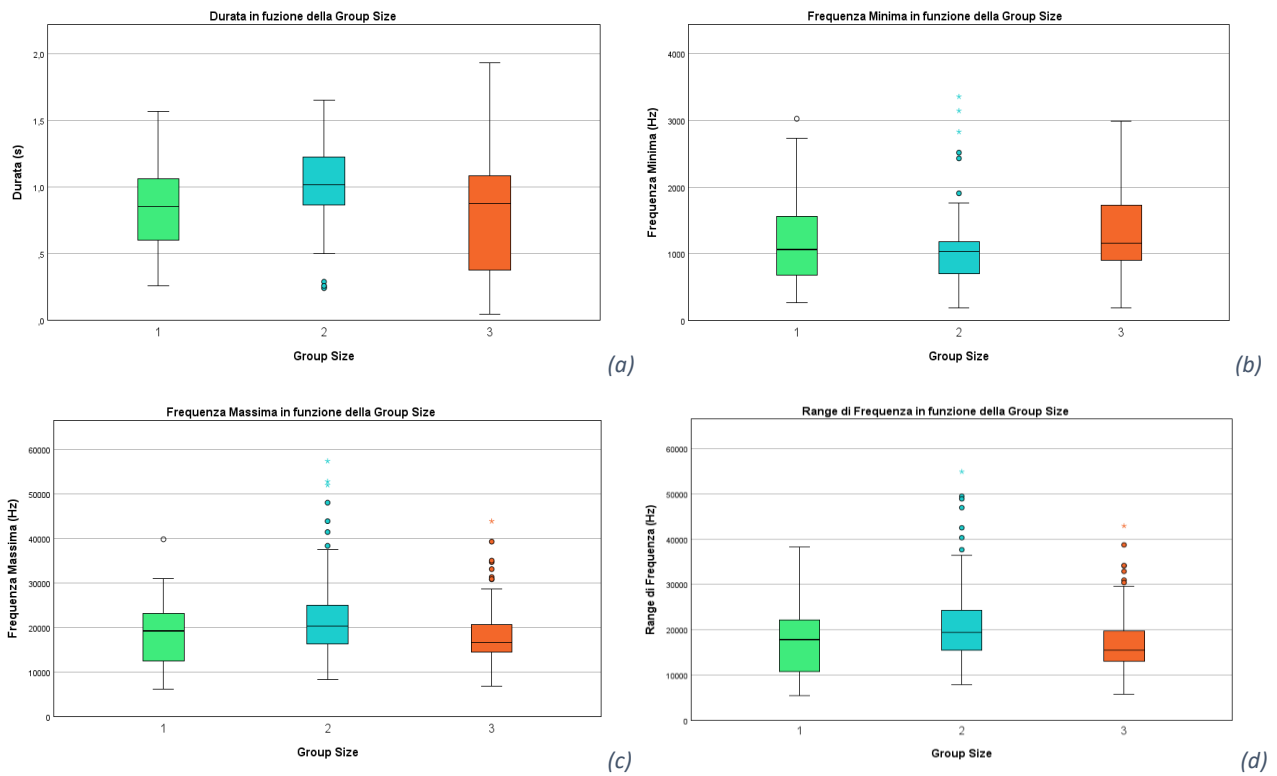 Durata in fuzione della Group Size
2,0
1,5
1,0
,5
,0
Durata (s)
1
2
3
Group Size
(a)
Frequenza Minima in funzione della Group Size
4000
3000
2000
1000
0
Frequenza Minima (Hz)
1
2
3
Group Size
(b)
Frequenza Massima in funzione della Group Size
60000
50000
40000
30000
20000
10000
0
Frequenza Massima (Hz)
1
2
3
Group Size
(c)
Range di Frequenza in funzione della Group Size
60000
50000
40000
30000
20000
10000
0
Range di Frequenza (Hz)
1
2
3
Group Size
(d)